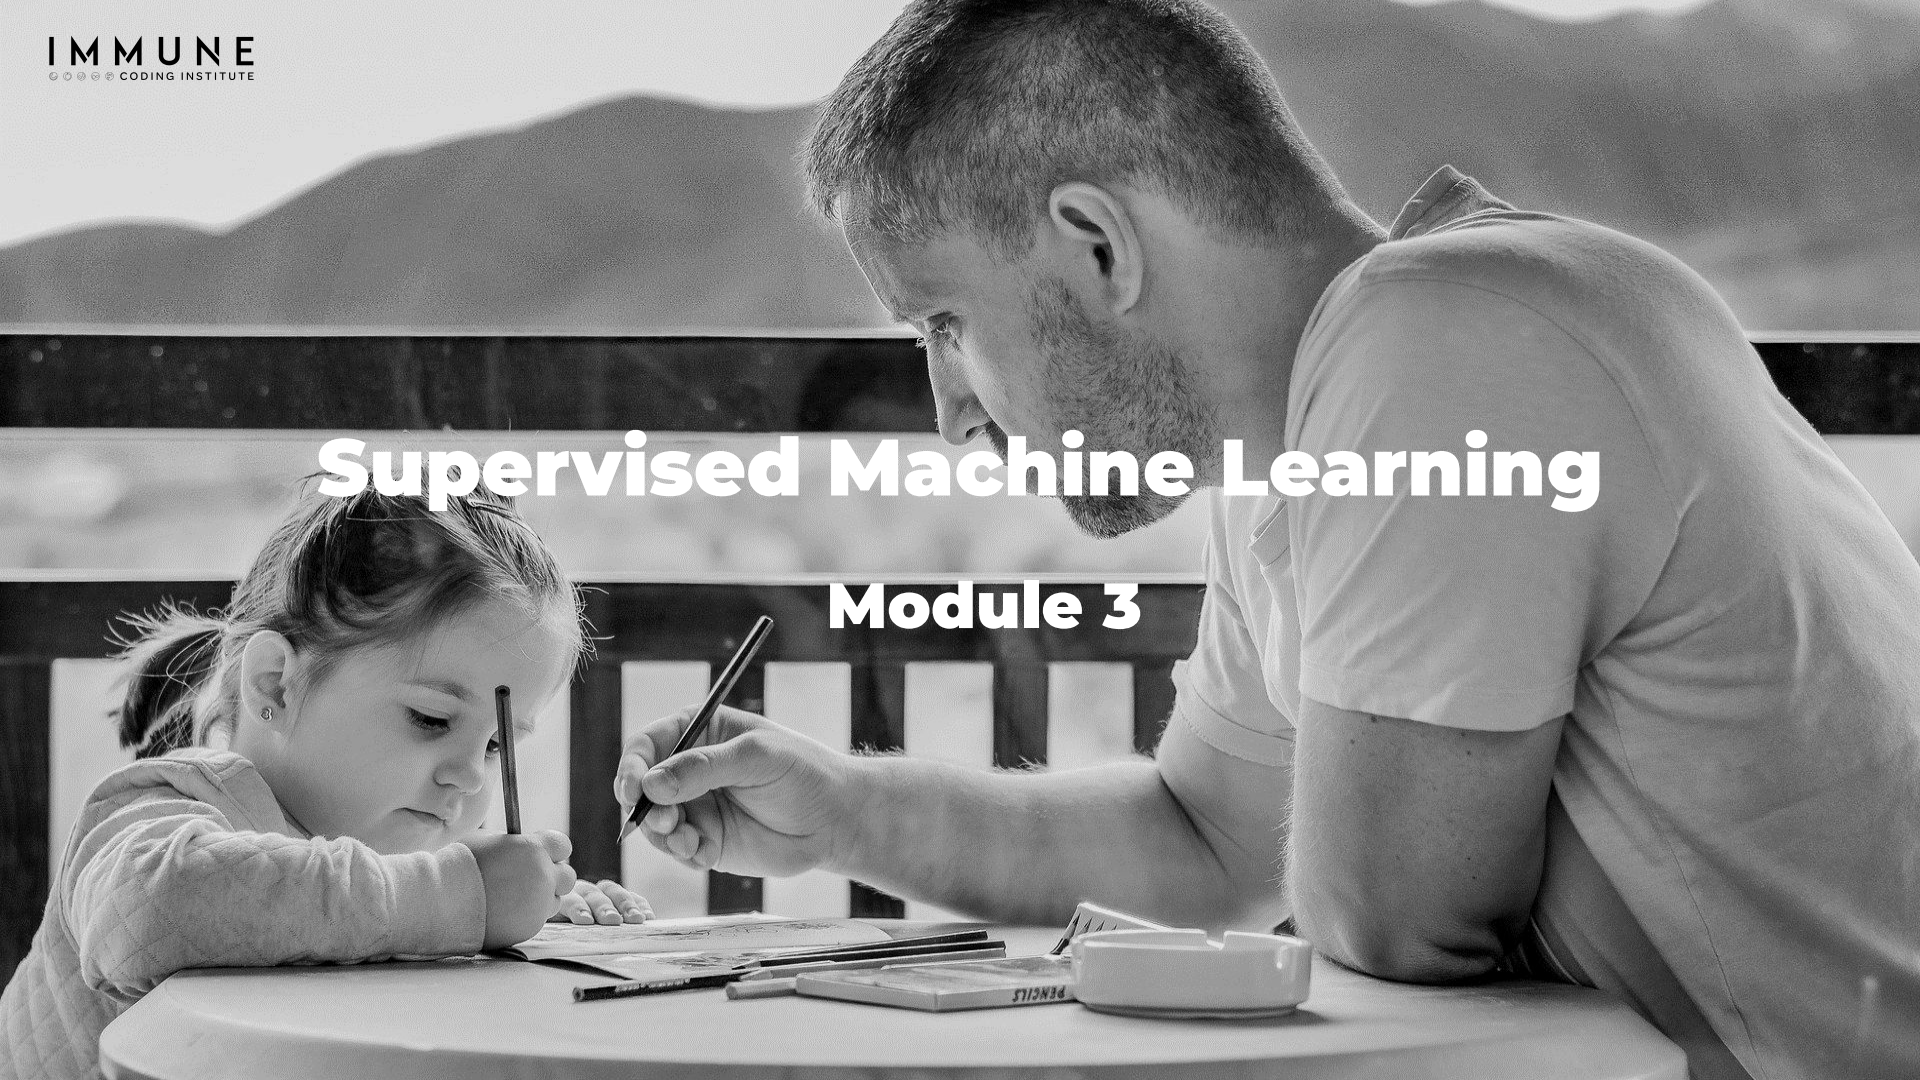 IMMUNE
CODING INSTITUTE
Supervised Machine Learning
Module 3
PENCILS